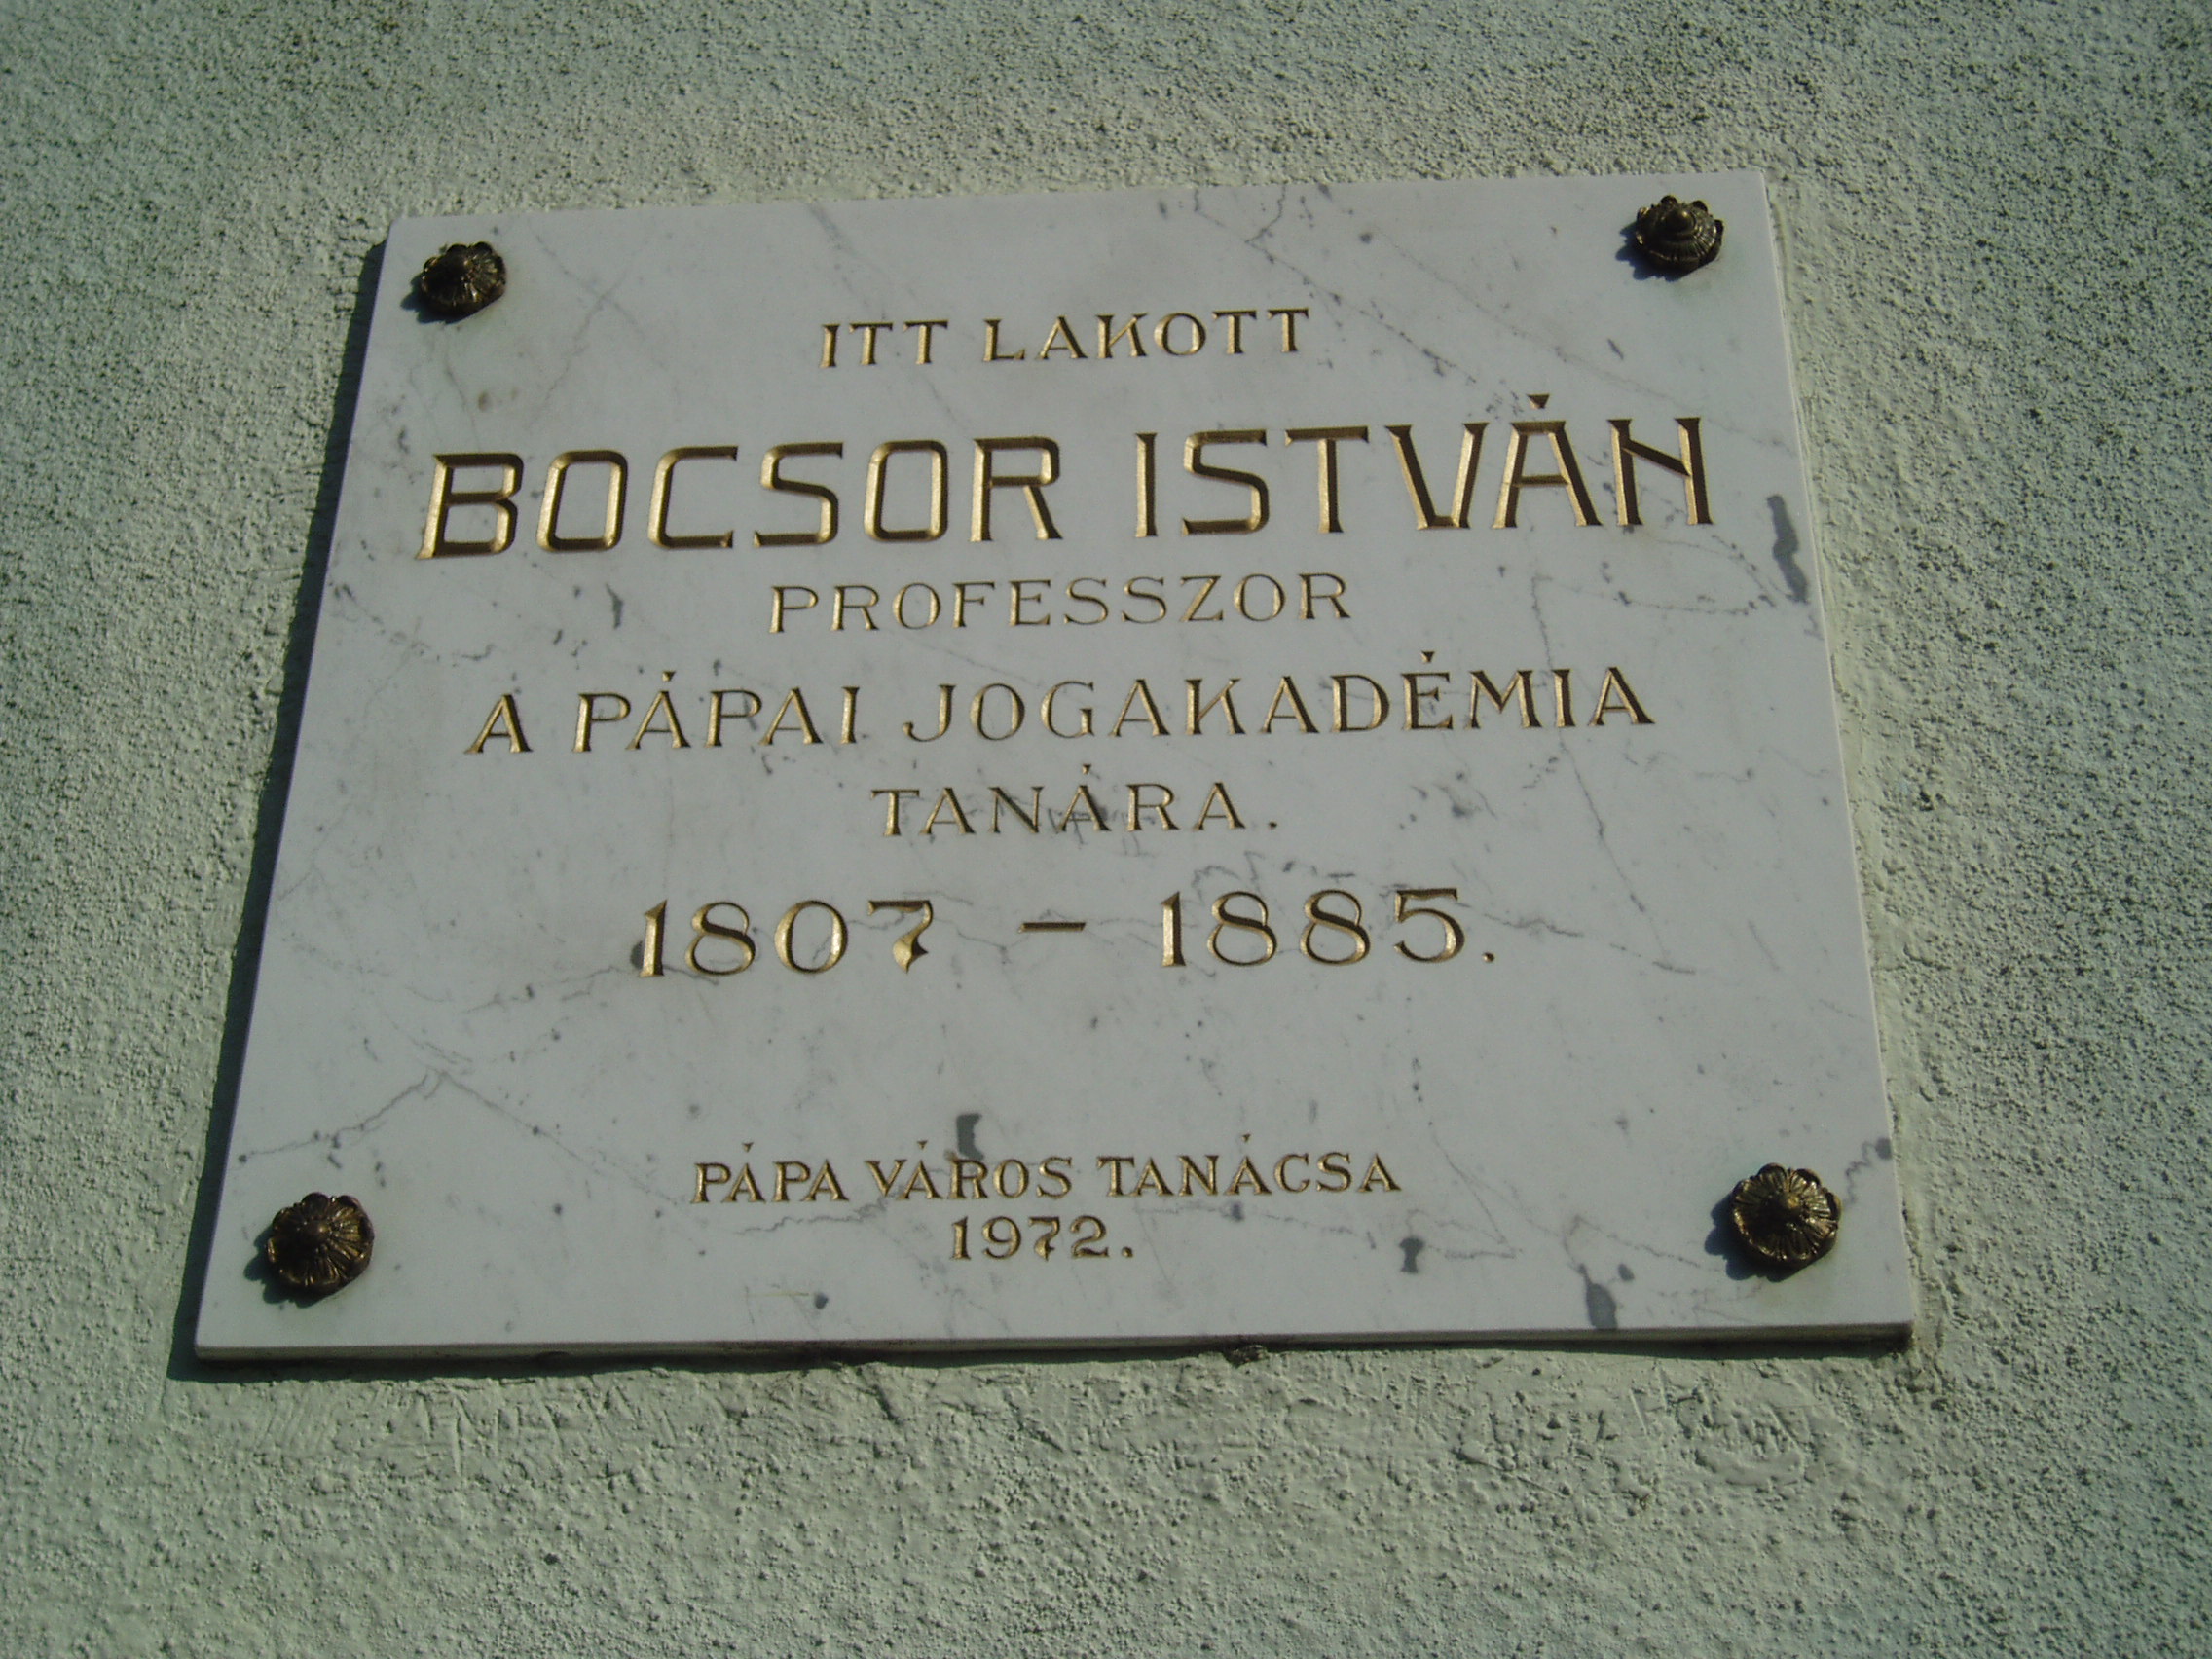 ITT LAKOTT
BOCSOR ISTVÁN
PROFESSZOR
A PÁPAI JOGAKADÉMIA
TANÁRA.
1807 – 1885.
PÁPA VÁROS TANÁCSA
1972.